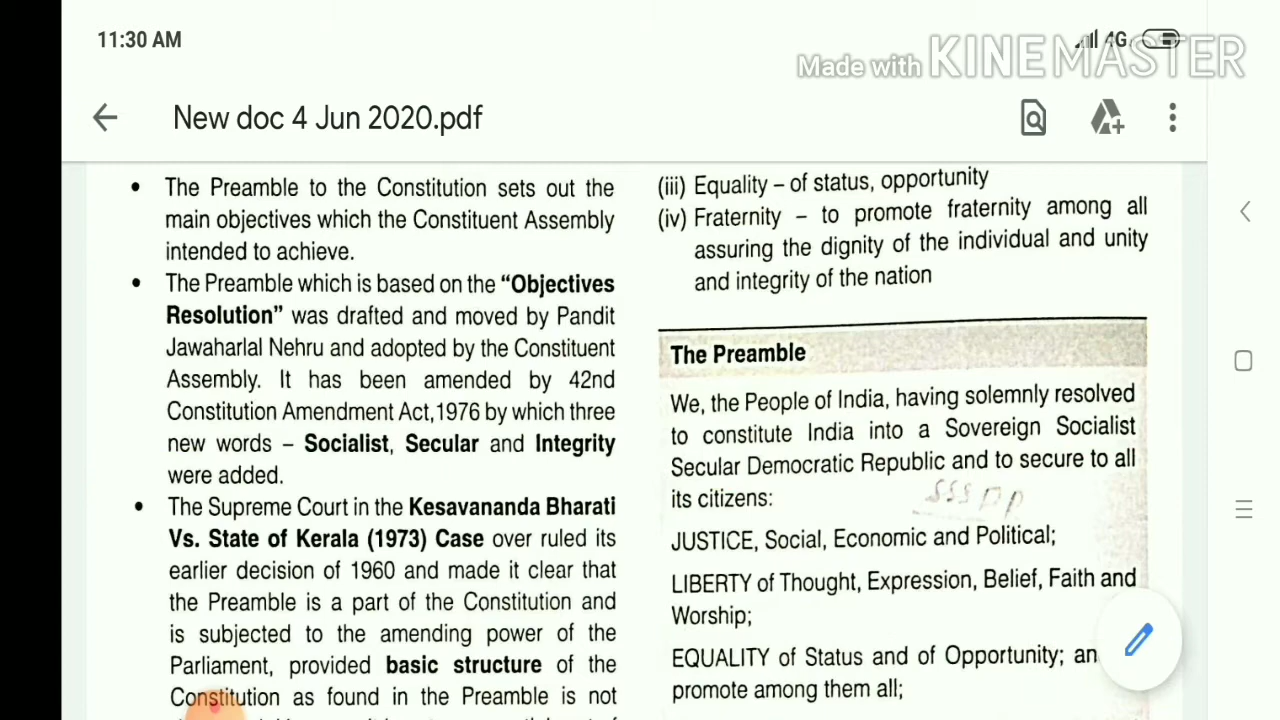 11:30 AM
4G
Made with KINEMASTER
New doc 4 Jun 2020.pdf
• The Preamble to the Constitution sets out the
main objectives which the Constituent Assembly
intended to achieve.
• The Preamble which is based on the “Objectives
Resolution” was drafted and moved by Pandit
Jawaharlal Nehru and adopted by the Constituent
Assembly. It has been amended by 42nd
Constitution Amendment Act,1976 by which three
new words – Socialist, Secular and Integrity
were added.
• The Supreme Court in the Kesavananda Bharati
Vs. State of Kerala (1973) Case over ruled its
earlier decision of 1960 and made it clear that
the Preamble is a part of the Constitution and
is subjected to the amending power of the
Parliament, provided basic structure of the
Constitution as found in the Preamble is not
(iii) Equality – of status, opportunity
(iv) Fraternity – to promote fraternity among all
assuring the dignity of the individual and unity
and integrity of the nation
The Preamble
We, the People of India, having solemnly resolved
to constitute India into a Sovereign Socialist
Secular Democratic Republic and to secure to all
its citizens:
JUSTICE, Social, Economic and Political;
LIBERTY of Thought, Expression, Belief, Faith and
Worship;
EQUALITY of Status and of Opportunity; an
promote among them all;